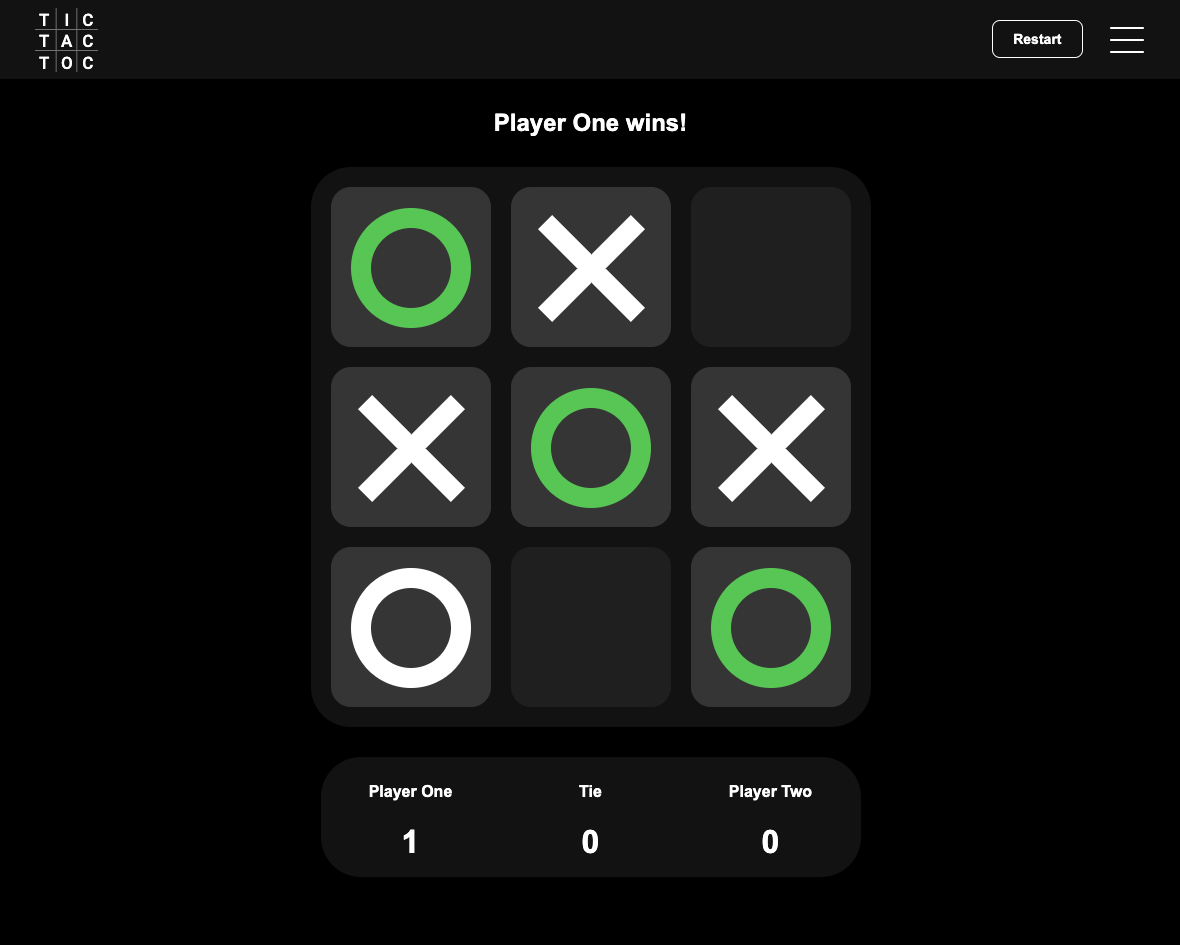 T I C
T A C
T O C
Restart
Player One wins!
Player One Tie Player Two
1 0 0